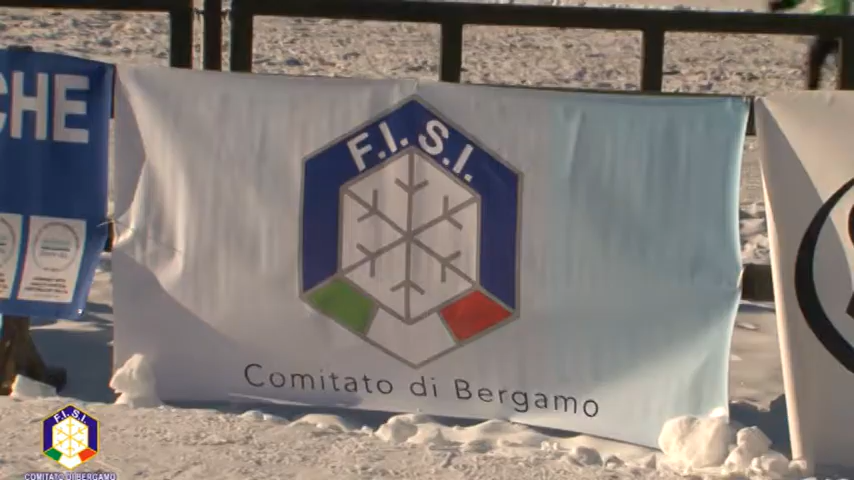 CHE
F.I.S.I.
Comitato di Bergamo
F.I.S.I.
COMITATO DI BERGAMO